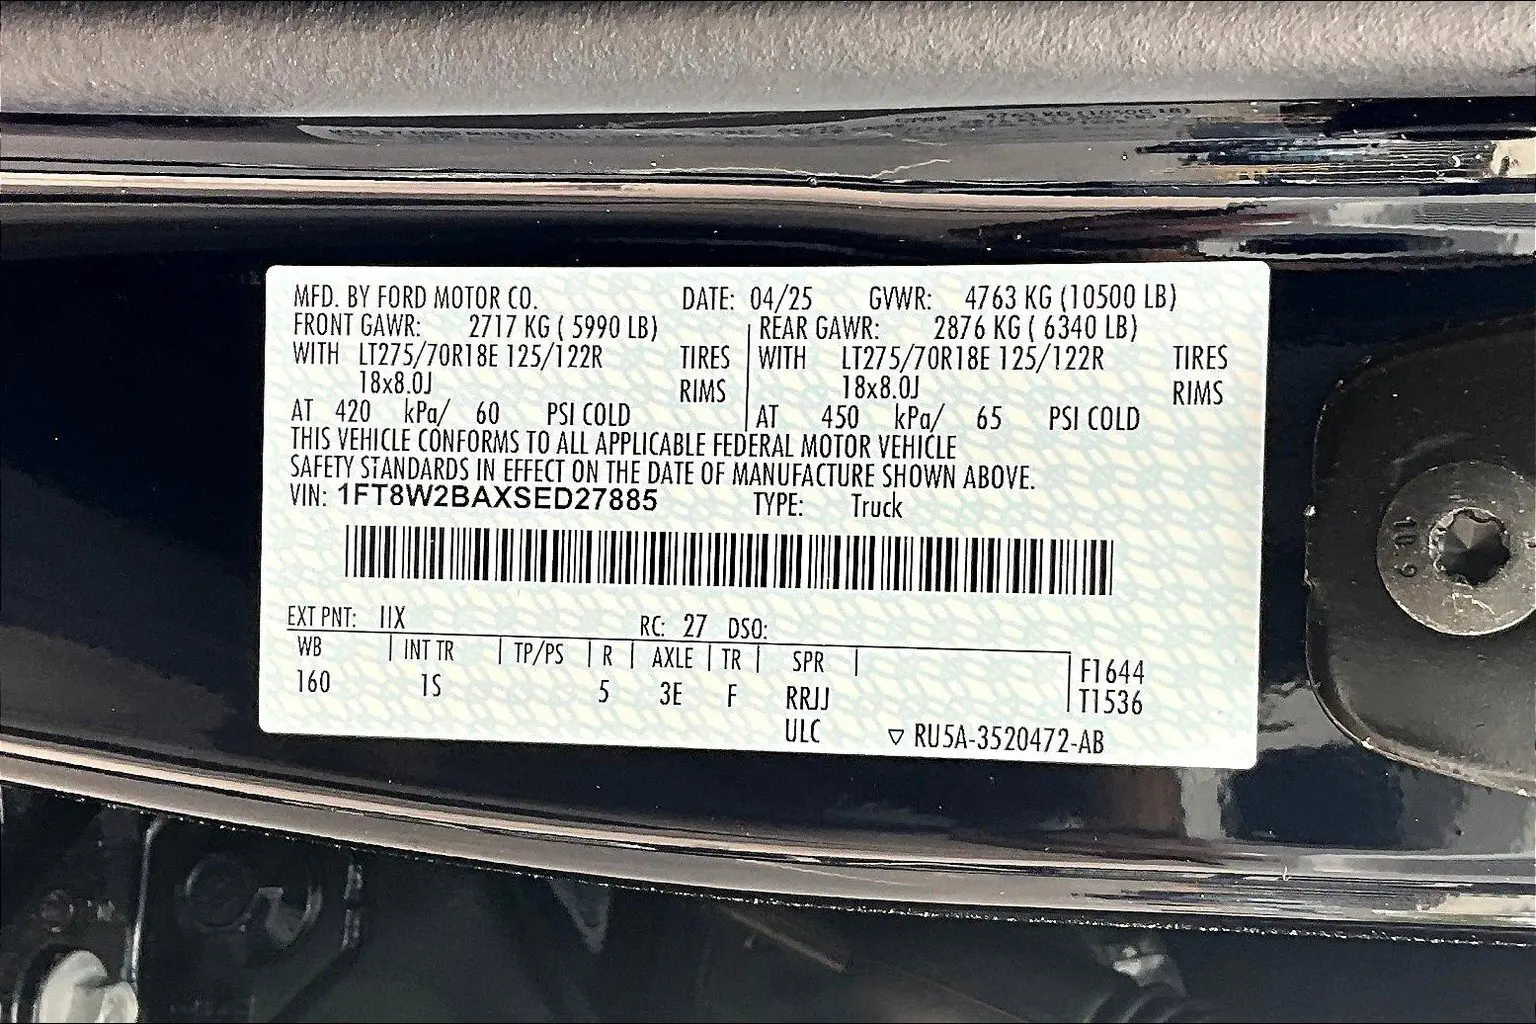 MFD. BY FORD MOTOR CO. DATE: 04/25 GVWR: 4763 KG (10500 LB)
FRONT GAWR: 2717 KG ( 5990 LB) REAR GAWR: 2876 KG ( 6340 LB)
WITH LT275/70R18E 125/122R TIRES WITH LT275/70R18E 125/122R TIRES
18x8.0J RIMS 18x8.0J RIMS
AT 420 kPa/ 60 PSI COLD AT 450 kPa/ 65 PSI COLD
THIS VEHICLE CONFORMS TO ALL APPLICABLE FEDERAL MOTOR VEHICLE
SAFETY STANDARDS IN EFFECT ON THE DATE OF MANUFACTURE SHOWN ABOVE.
VIN: 1FT8W2BAXSED27885 TYPE: Truck
EXT PNT: IIX RC: 27 DSO:
WB INT TR TP/PS R AXLE TR SPR F1644
160 1S 5 3E F RRJJ T1536
ULC ▽ RU5A-3520472-AB
10.9